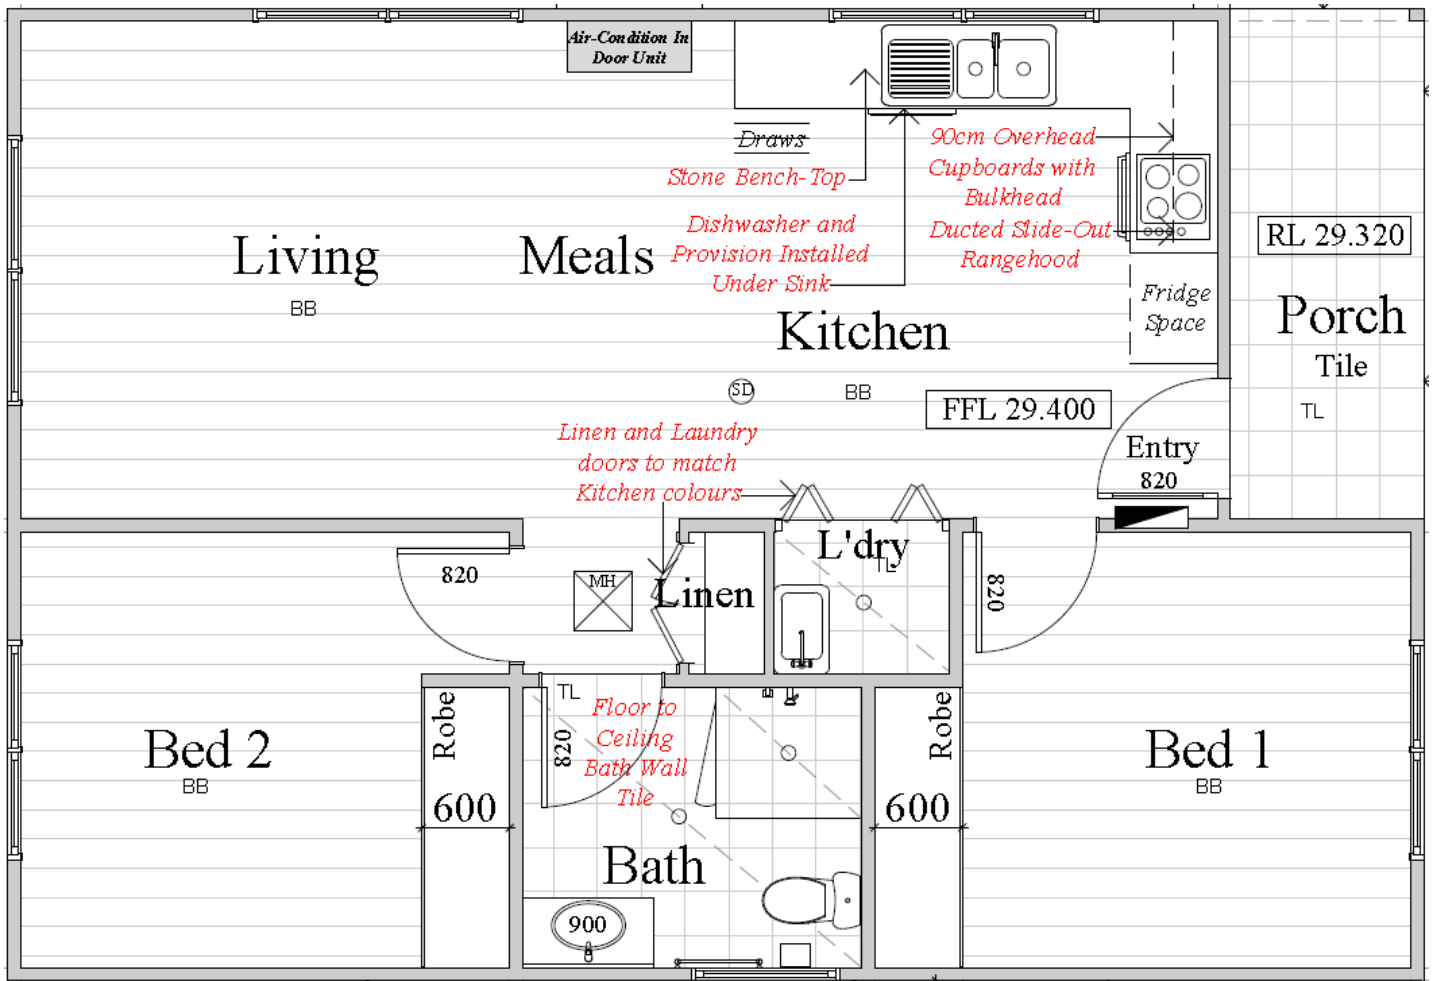 Air-Condition In
Door Unit
Draws
Stone Bench-Top
Dishwasher and
Provision Installed
Under Sink
90cm Overhead
Cupboards with
Bulkhead
Ducted Slide-Out
Rangehood
RL 29.320
Living
BB
Meals
Kitchen
Fridge
Space
Porch
Tile
TL
SD
BB
FFL 29.400
Entry
820
Linen and Laundry
doors to match
Kitchen colours
820
MH
Linen
L'dry
TL
820
TL
Floor to
Ceiling
Bath Wall
Tile
820
Robe
600
Bed 2
BB
Bath
900
Robe
600
Bed 1
BB